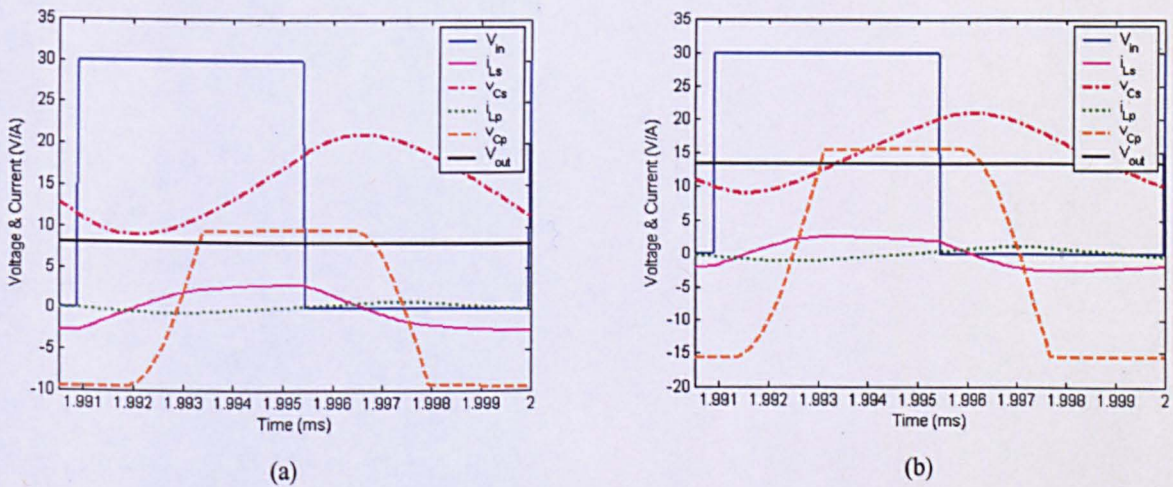 35
30
25
20
15
10
5
0
-5
-10
Voltage & Current (V/A)
1.991 1.992 1.993 1.994 1.995 1.996 1.997 1.998 1.999 2
Time (ms)
V_in
i_Ls
v_Cs
i_Lp
v_Cp
V_out
(a)
35
30
25
20
15
10
5
0
-5
-10
-15
-20
Voltage & Current (V/A)
1.991 1.992 1.993 1.994 1.995 1.996 1.997 1.998 1.999 2
Time (ms)
V_in
i_Ls
v_Cs
i_Lp
v_Cp
V_out
(b)